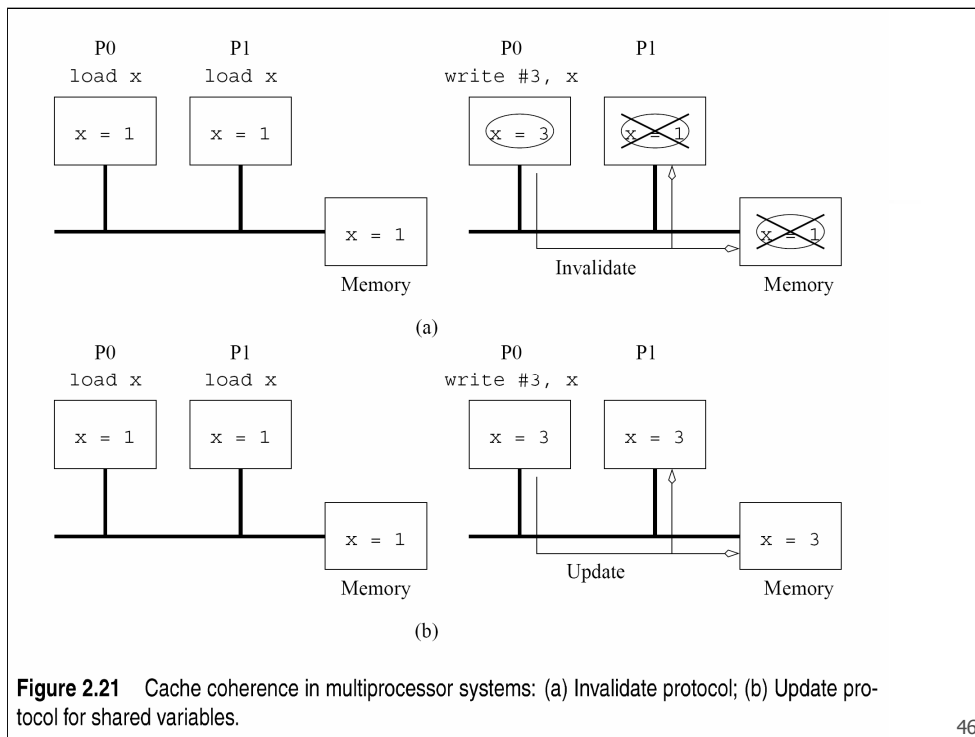 P0 P1 P0 P1
load x load x write #3, x
x = 1 x = 1 x = 3 x = 1
x = 1 x = 1
Invalidate
Memory Memory
(a)
P0 P1 P0 P1
load x load x write #3, x
x = 1 x = 1 x = 3 x = 3
x = 1 x = 3
Update
Memory Memory
(b)
Figure 2.21 Cache coherence in multiprocessor systems: (a) Invalidate protocol; (b) Update pro-
tocol for shared variables.
46